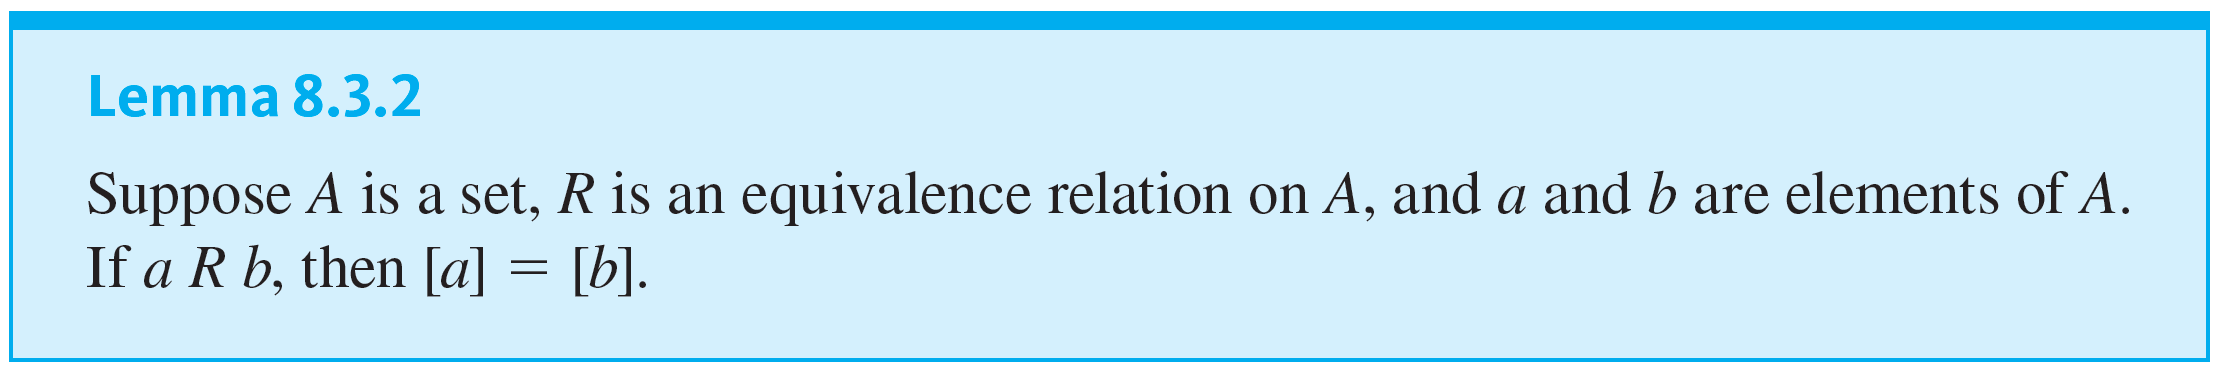 Lemma 8.3.2
Suppose A is a set, R is an equivalence relation on A, and a and b are elements of A.
If a R b, then [a] = [b].